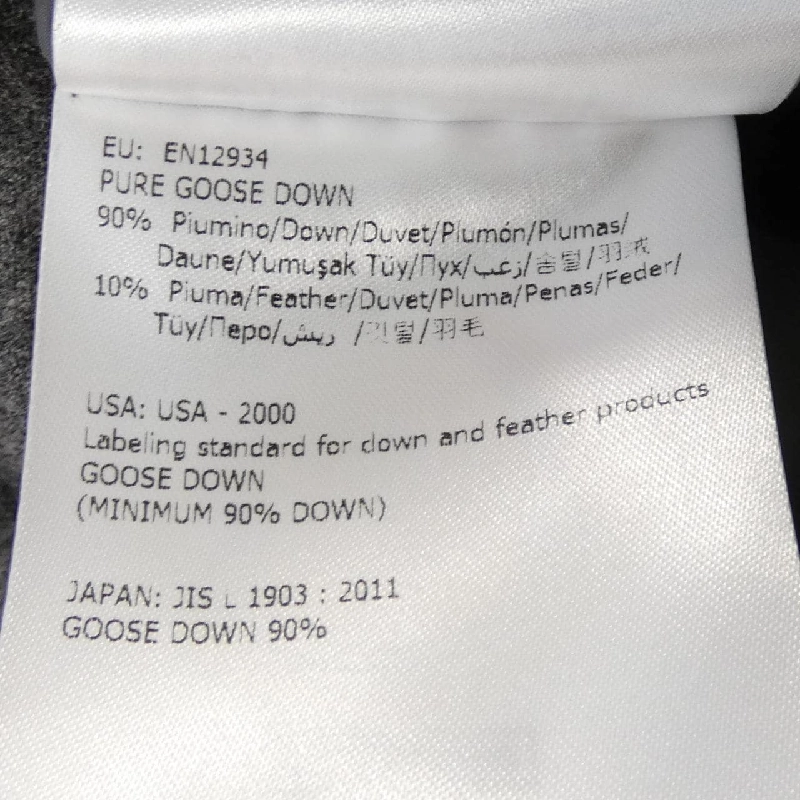 EU: EN12934
PURE GOOSE DOWN
90% Piumino/Down/Duvet/Plumón/Plumas/
Daune/Yumuşak Tüy/Пух/زغب/솜털/羽绒
10% Piuma/Feather/Duvet/Pluma/Penas/Feder/
Tüy/Перо/ريش /깃털/羽毛
USA: USA - 2000
Labeling standard for down and feather products
GOOSE DOWN
(MINIMUM 90% DOWN)
JAPAN: JIS L 1903 : 2011
GOOSE DOWN 90%